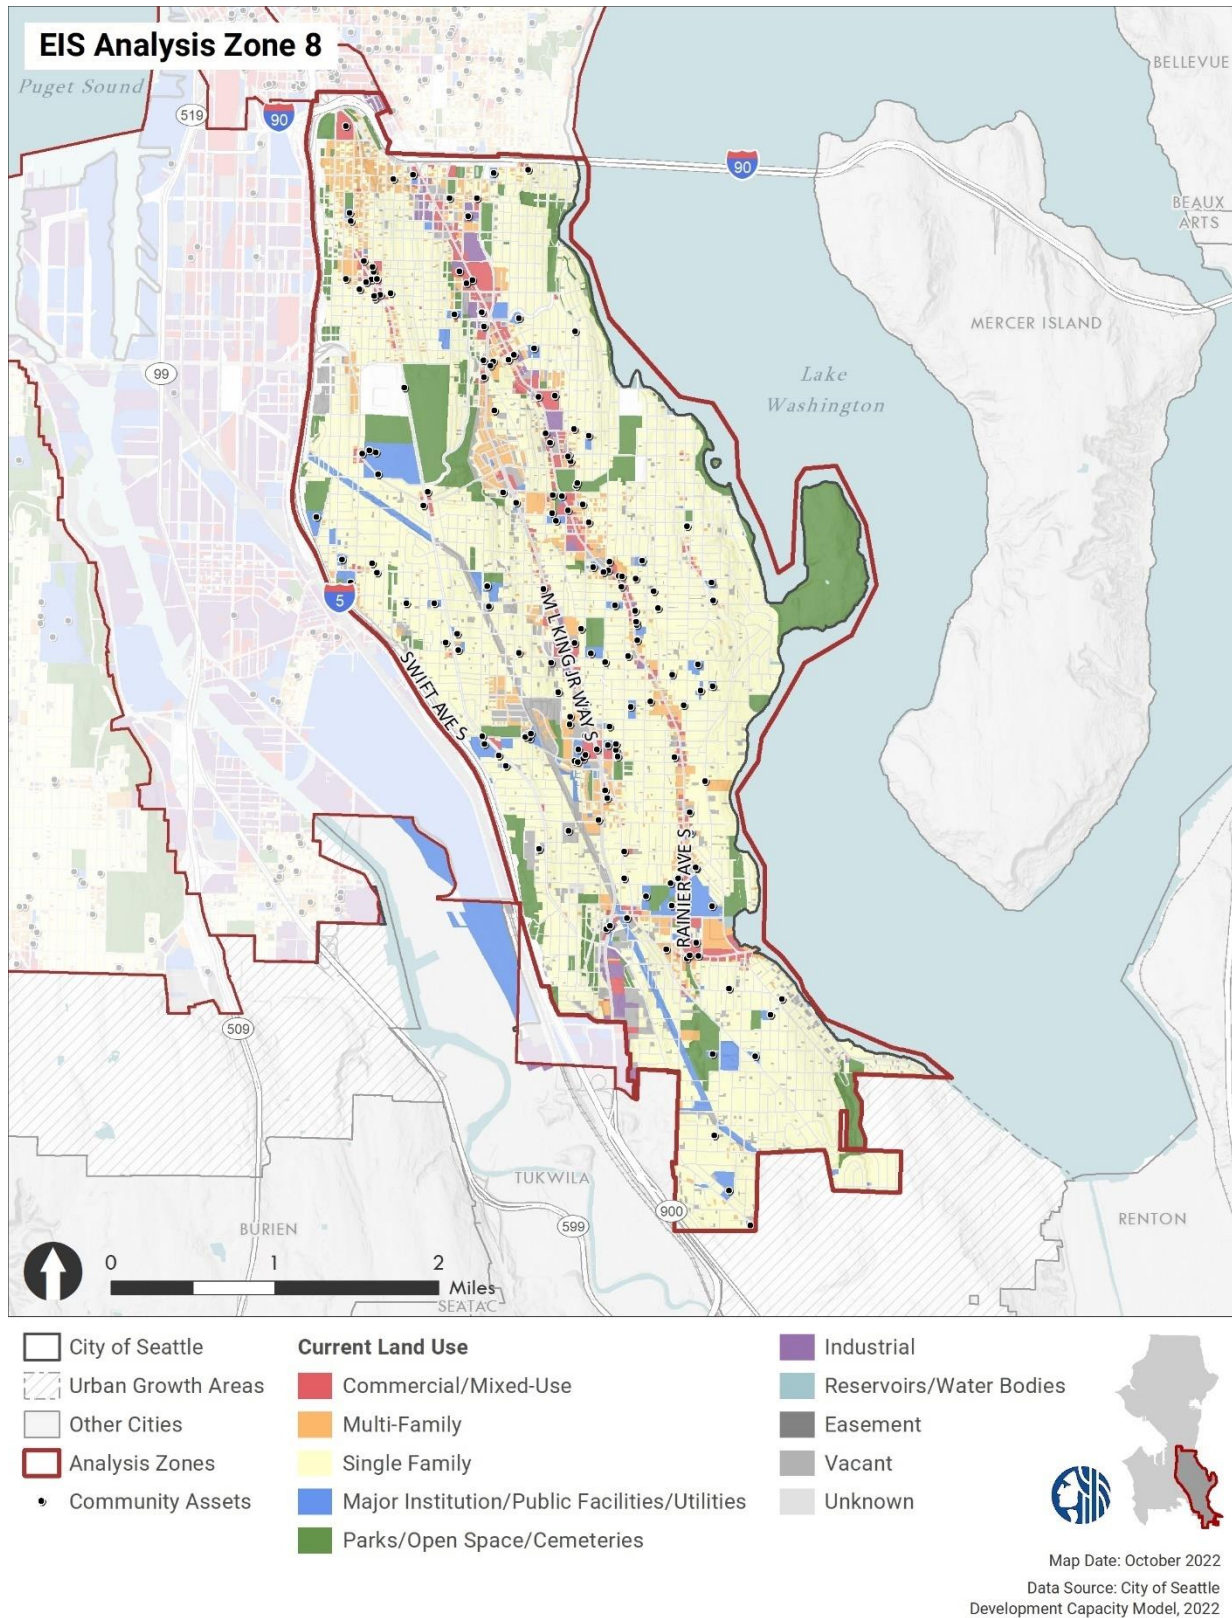 EIS Analysis Zone 8
BELLEVUE
Puget Sound
519
90
90
BEAUX
ARTS
MERCER ISLAND
99
Lake
Washington
5
M L KING JR WAY S
SWIFT AVE S
RAINIER AVE S
509
TUKWILA
900
RENTON
599
BURIEN
0 1 2
Miles
SEATAC
City of Seattle
Urban Growth Areas
Other Cities
Analysis Zones
Community Assets
Current Land Use
Commercial/Mixed-Use
Multi-Family
Single Family
Major Institution/Public Facilities/Utilities
Parks/Open Space/Cemeteries
Industrial
Reservoirs/Water Bodies
Easement
Vacant
Unknown
Map Date: October 2022
Data Source: City of Seattle
Development Capacity Model, 2022